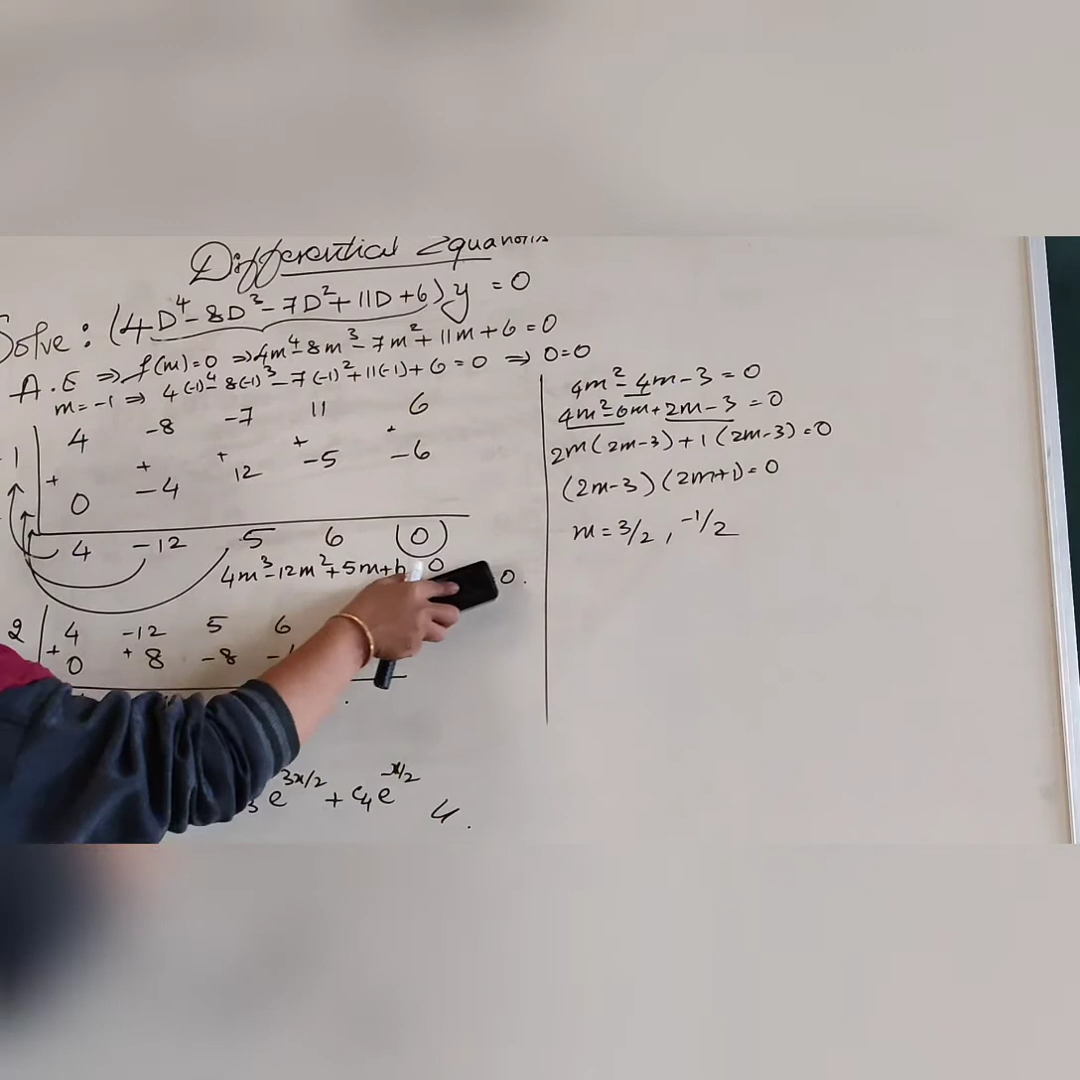 Differential Equations
Solve : (4D⁴-8D³-7D²+11D+6)y = 0
A.E ⇒ f(m)=0 ⇒ 4m⁴-8m³-7m²+11m+6=0
m=-1 ⇒ 4(-1)⁴-8(-1)³-7(-1)²+11(-1)+6=0 ⇒ 0=0
4 -8 -7 11 6
-1
+ + + + +
0 -4 12 -5 -6
4 -12 5 6 0
4m³-12m²+5m+6 0
0.
2 4 -12 5 6
+ 0 + 8 -8
3 e^{3x/2} + C₄e^{-x/2} //.
4m²-4m-3=0
4m²-6m+2m-3=0
2m(2m-3)+1(2m-3)=0
(2m-3)(2m+1)=0
m=3/2, -1/2